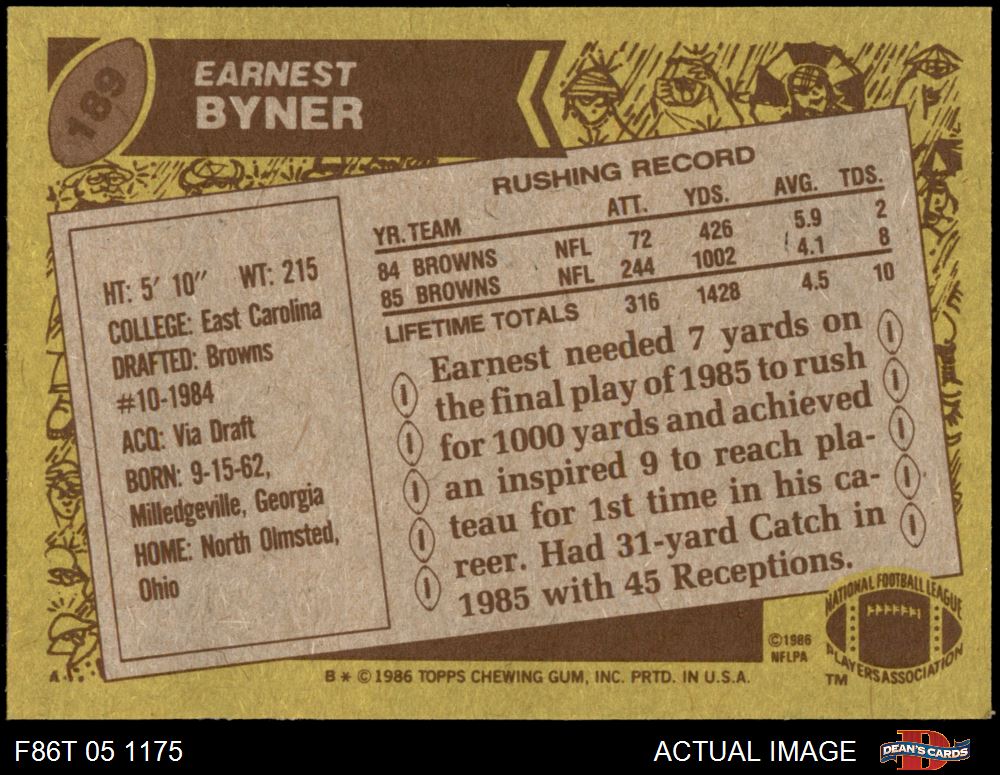 189
EARNEST
BYNER
RUSHING RECORD
YR. TEAM ATT. YDS. AVG. TDS.
84 BROWNS NFL 72 426 5.9 2
85 BROWNS NFL 244 1002 4.1 8
LIFETIME TOTALS 316 1428 4.5 10
HT: 5' 10" WT: 215
COLLEGE: East Carolina
DRAFTED: Browns
#10-1984
ACQ: Via Draft
BORN: 9-15-62,
Milledgeville, Georgia
HOME: North Olmsted,
Ohio
Earnest needed 7 yards on
the final play of 1985 to rush
for 1000 yards and achieved
an inspired 9 to reach pla-
teau for 1st time in his ca-
reer. Had 31-yard Catch in
1985 with 45 Receptions.
NATIONAL FOOTBALL LEAGUE
PLAYERS ASSOCIATION
TM
©1986
NFLPA
B * © 1986 TOPPS CHEWING GUM, INC. PRTD. IN U.S.A.
F86T 05 1175
ACTUAL IMAGE
DEAN'S CARDS